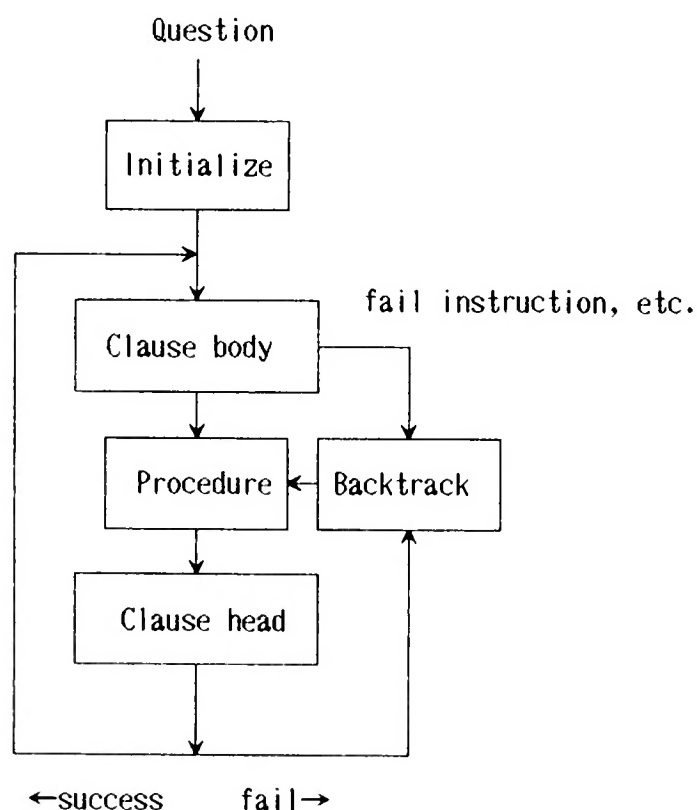 Question
Initialize
fail instruction, etc.
Clause body
Procedure
Backtrack
Clause head
←success fail→